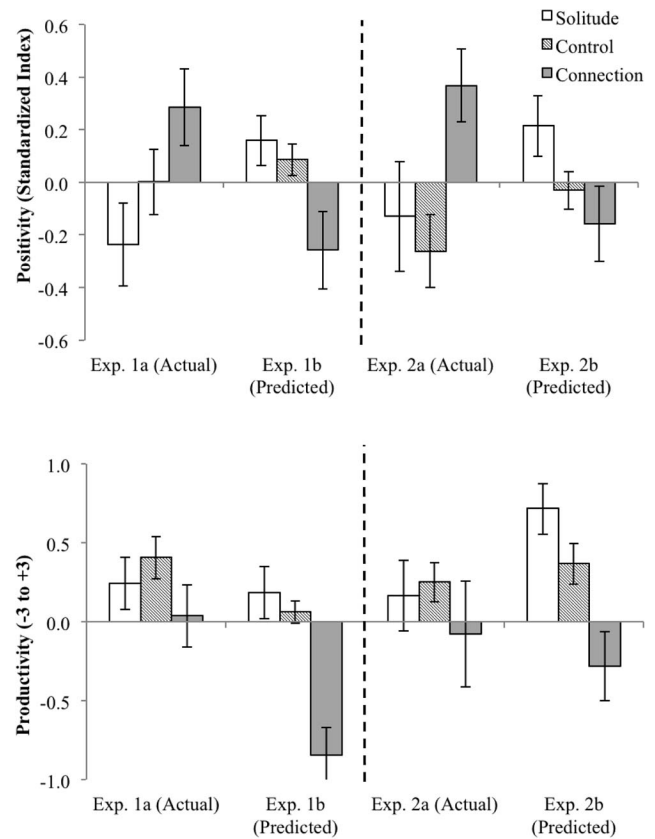 Solitude
Control
Connection
Positivity (Standardized Index)
0.6
0.4
0.2
0.0
-0.2
-0.4
-0.6
Exp. 1a (Actual)
Exp. 1b
(Predicted)
Exp. 2a (Actual)
Exp. 2b
(Predicted)
Productivity (-3 to +3)
1.0
0.5
0.0
-0.5
-1.0
Exp. 1a (Actual)
Exp. 1b
(Predicted)
Exp. 2a (Actual)
Exp. 2b
(Predicted)